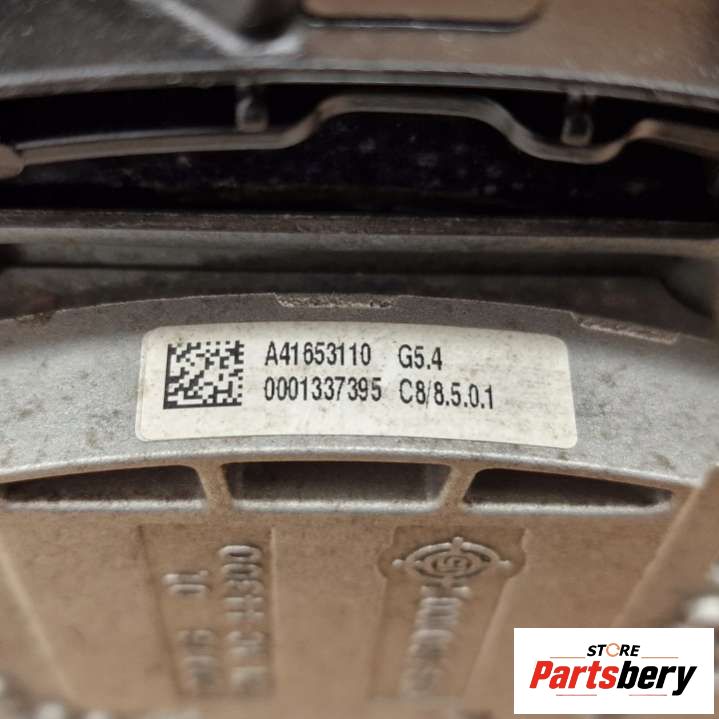 A41653110 G5.4
0001337395 C8/8.5.0.1
STORE
Partsbery